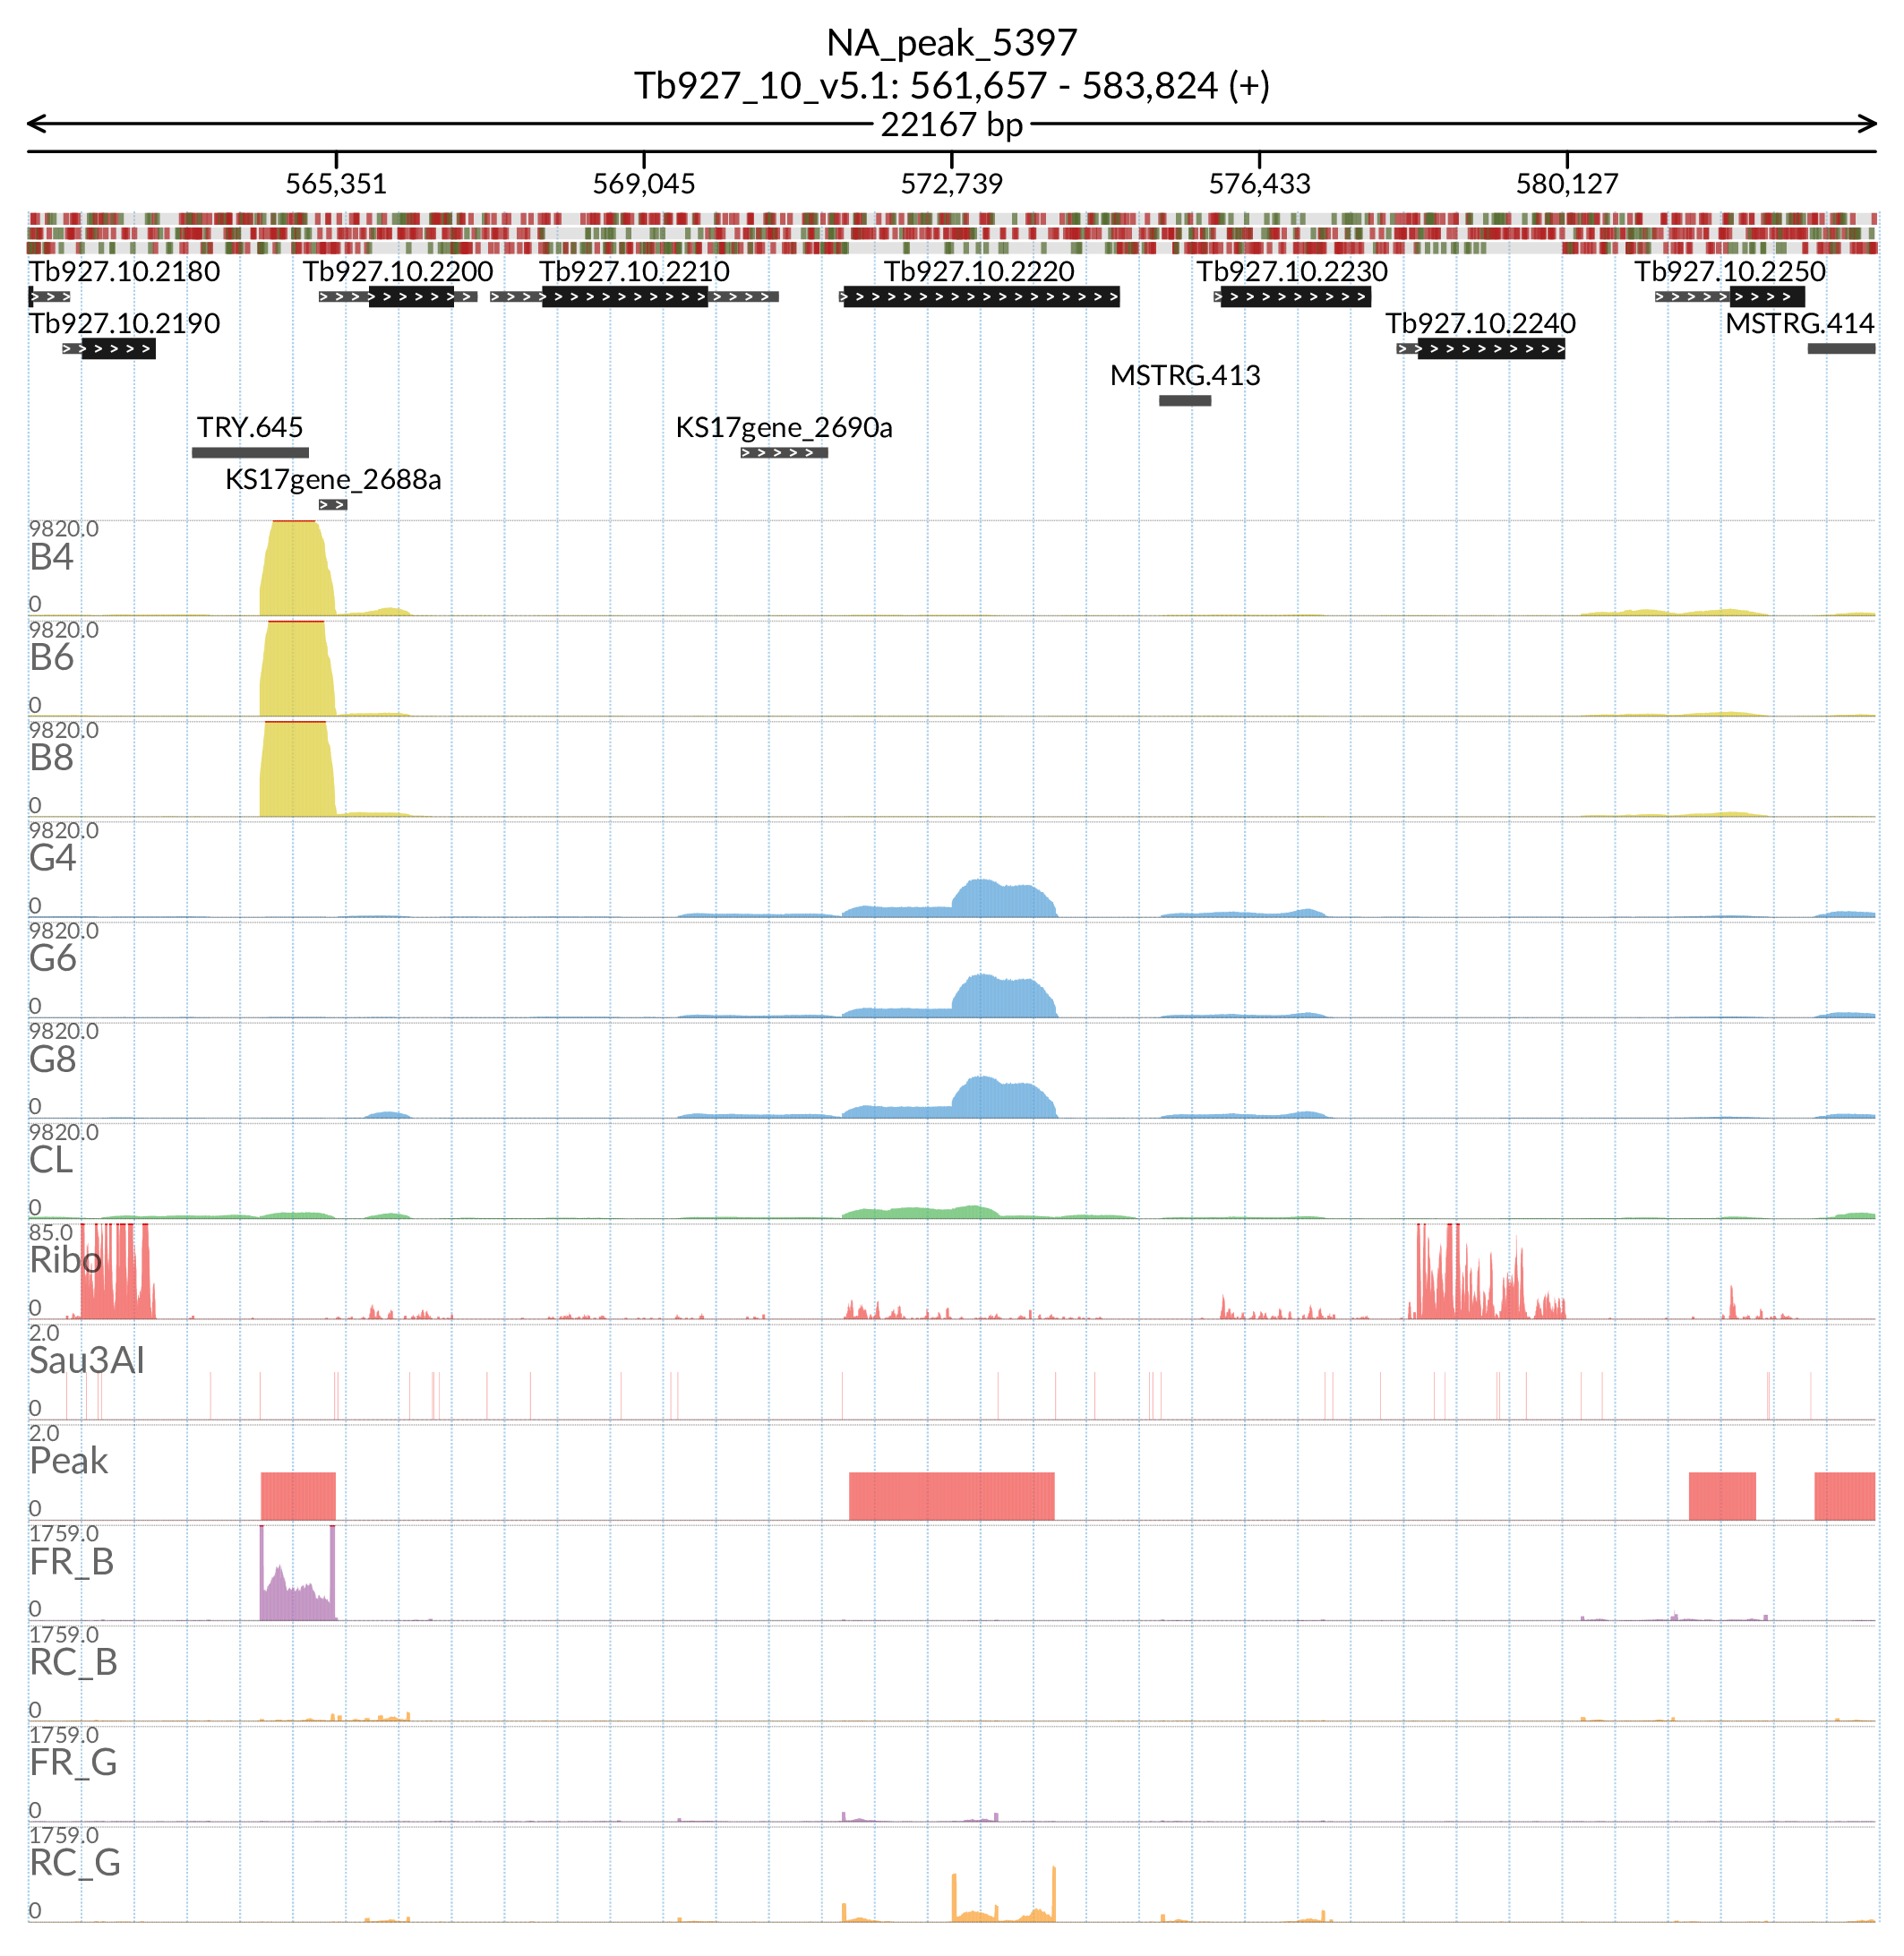 NA_peak_5397
Tb927_10_v5.1: 561,657 - 583,824 (+)
22167 bp
565,351 569,045 572,739 576,433 580,127
Tb927.10.2180 Tb927.10.2200 Tb927.10.2210 Tb927.10.2220 Tb927.10.2230 Tb927.10.2250
Tb927.10.2190 Tb927.10.2240 MSTRG.414
MSTRG.413
TRY.645 KS17gene_2690a
KS17gene_2688a
9820.0
B4
0
9820.0
B6
0
9820.0
B8
0
9820.0
G4
0
9820.0
G6
0
9820.0
G8
0
9820.0
CL
0
85.0
Ribo
0
2.0
Sau3AI
0
2.0
Peak
0
1759.0
FR_B
0
1759.0
RC_B
0
1759.0
FR_G
0
1759.0
RC_G
0